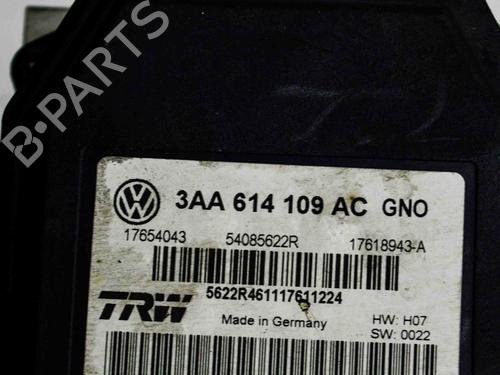 B-PARTS
3AA 614 109 AC GNO
17654043 54085622R 17618943-A
5622R461117611224
TRW
Made in Germany
HW: H07
SW: 0022